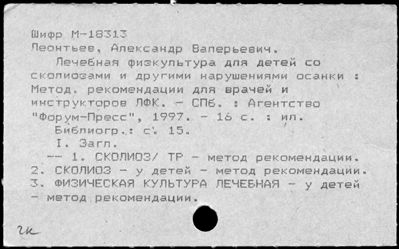 Шифр М-18313
Леонтьев, Александр Валерьевич.
Лечебная физкультура для детей со
сколиозами и другими нарушениями осанки :
Метод. рекомендации для врачей и
инструкторов ЛФК. - СПб. : Агентство
"Форум-Пресс", 1997. - 16 с. : ил.
Библиогр.: с. 15.
I. Загл.
-- 1. СКОЛИОЗ/ ТР - метод рекомендации.
2. СКОЛИОЗ - у детей - метод рекомендации.
3. ФИЗИЧЕСКАЯ КУЛЬТУРА ЛЕЧЕБНАЯ - у детей
- метод рекомендации.
гк